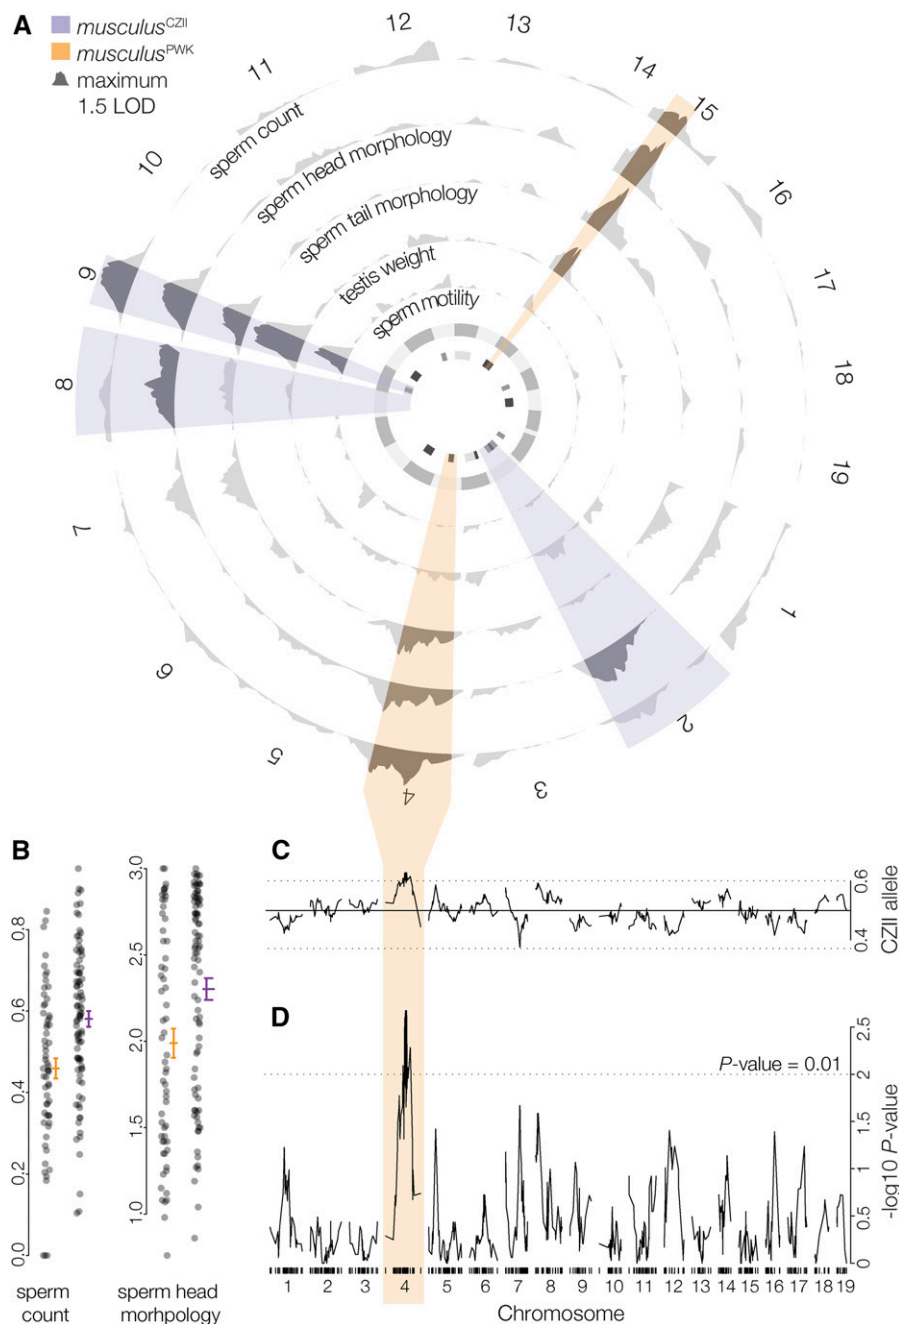 A
musculusCZII
musculusPWK
maximum
1.5 LOD
12
13
11
14
15
10
16
9
17
8
18
19
7
1
6
2
5
3
4
sperm count
sperm head morphology
sperm tail morphology
testis weight
sperm motility
B
0.0 0.2 0.4 0.6 0.8
1.0 1.5 2.0 2.5 3.0
sperm
count
sperm head
morhpology
C
0.6
0.4
CZII allele
D
P-value = 0.01
2.5
2
1.5
1
0.5
0
-log10 P-value
1 2 3 4 5 6 7 8 9 10 11 12 13 14 15 16 17 18 19
Chromosome